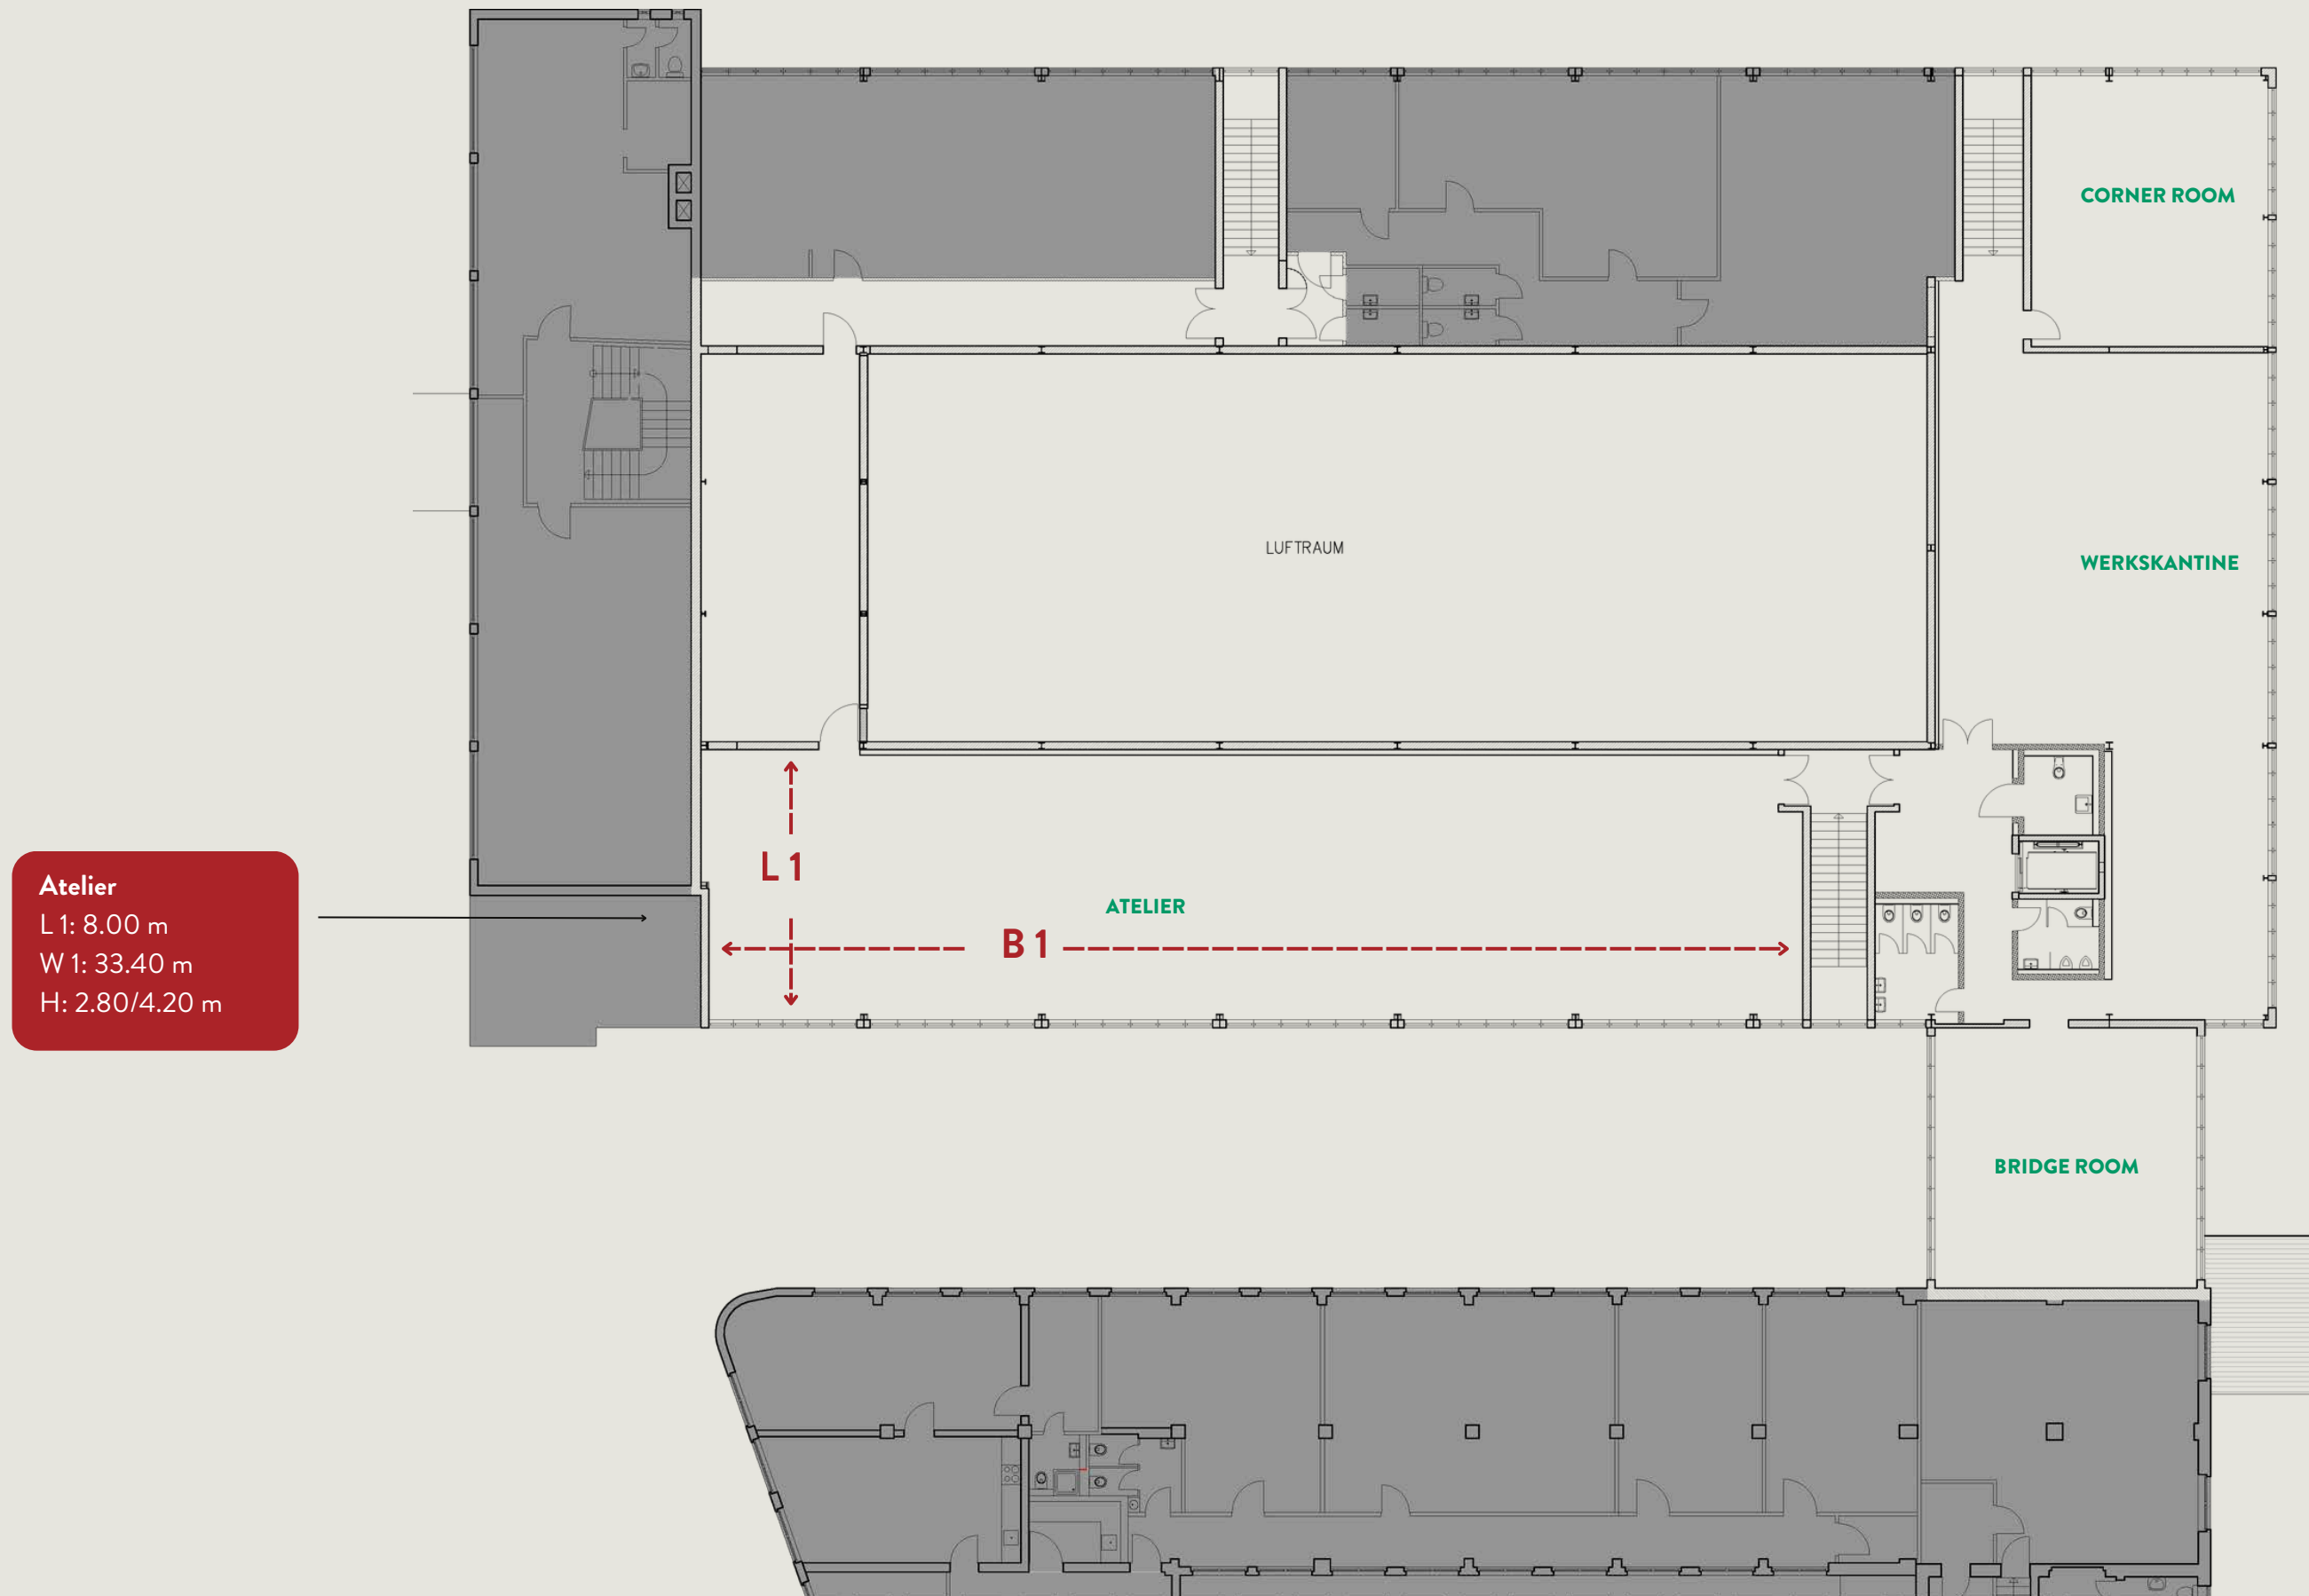 CORNER ROOM
LUFTRAUM
WERKSKANTINE
Atelier
L 1: 8.00 m
W 1: 33.40 m
H: 2.80/4.20 m
L 1
ATELIER
B 1
BRIDGE ROOM